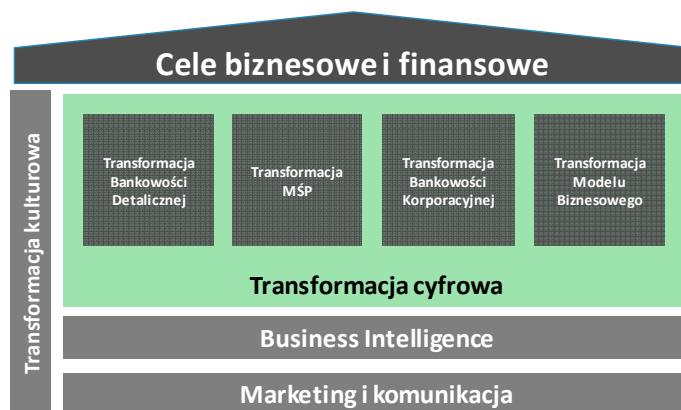 Cele biznesowe i finansowe
Transformacja kulturowa
Transformacja
Bankowości
Detalicznej
Transformacja
MŚP
Transformacja
Bankowości
Korporacyjnej
Transformacja
Modelu
Biznesowego
Transformacja cyfrowa
Business Intelligence
Marketing i komunikacja